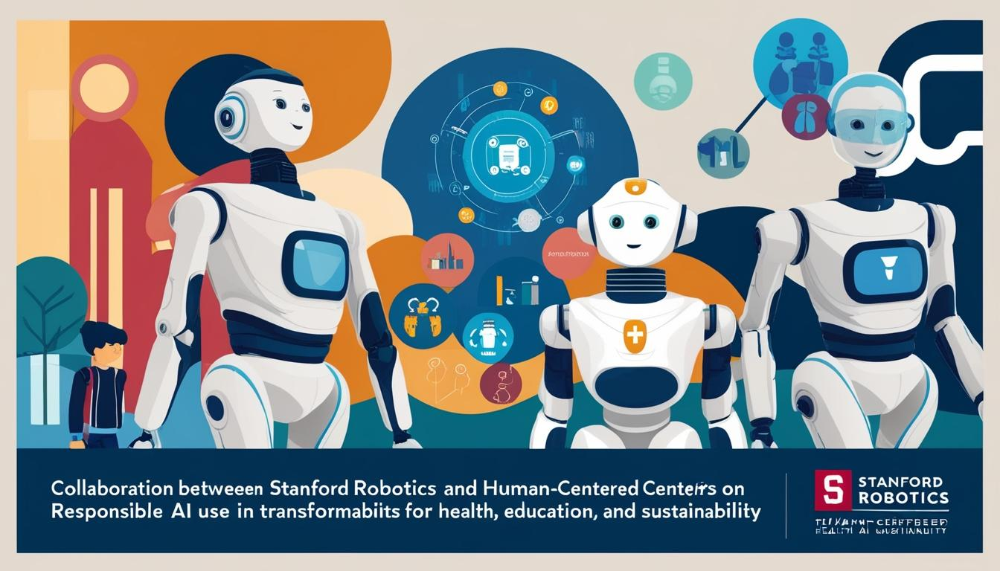 Collaboration between Stanford Robotics and Human-Centered Centeirs on
Responsible AI use in transformabiits for health, education, and sustainability
S
STANFORD
ROBOTICS